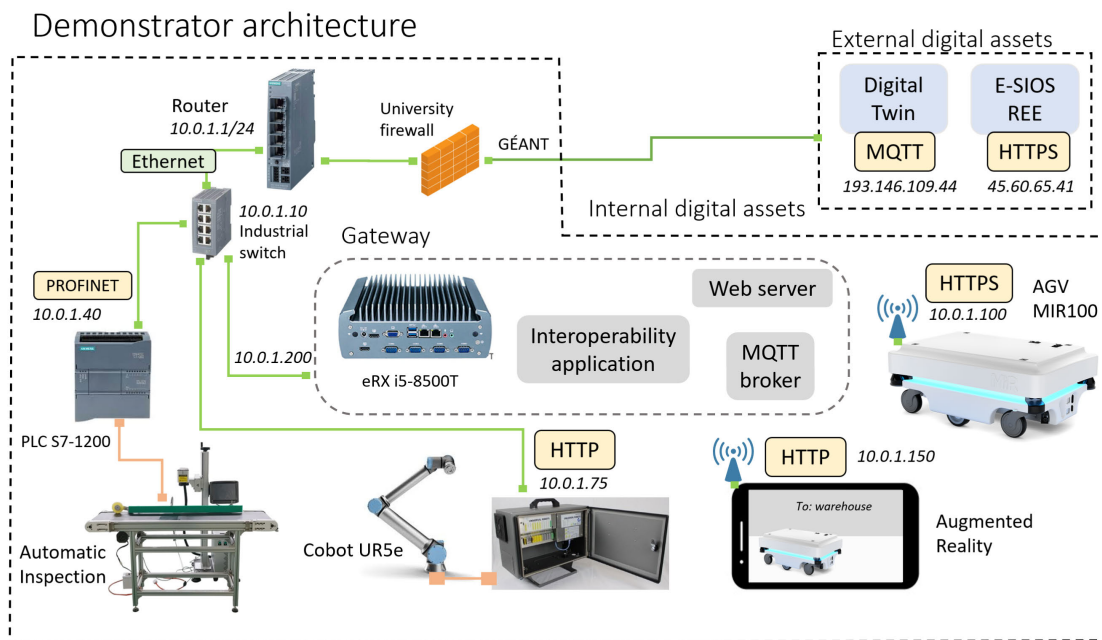 Demonstrator architecture
External digital assets
Digital
Twin
E-SIOS
REE
MQTT
HTTPS
193.146.109.44
45.60.65.41
Router
10.0.1.1/24
University
firewall
GÉANT
Ethernet
Internal digital assets
10.0.1.10
Industrial
switch
Gateway
PROFINET
10.0.1.40
Web server
HTTPS
10.0.1.100
AGV
MIR100
Interoperability
application
MQTT
broker
10.0.1.200
eRX i5-8500T
PLC S7-1200
HTTP
10.0.1.75
HTTP
10.0.1.150
To: warehouse
Augmented
Reality
Automatic
Inspection
Cobot UR5e